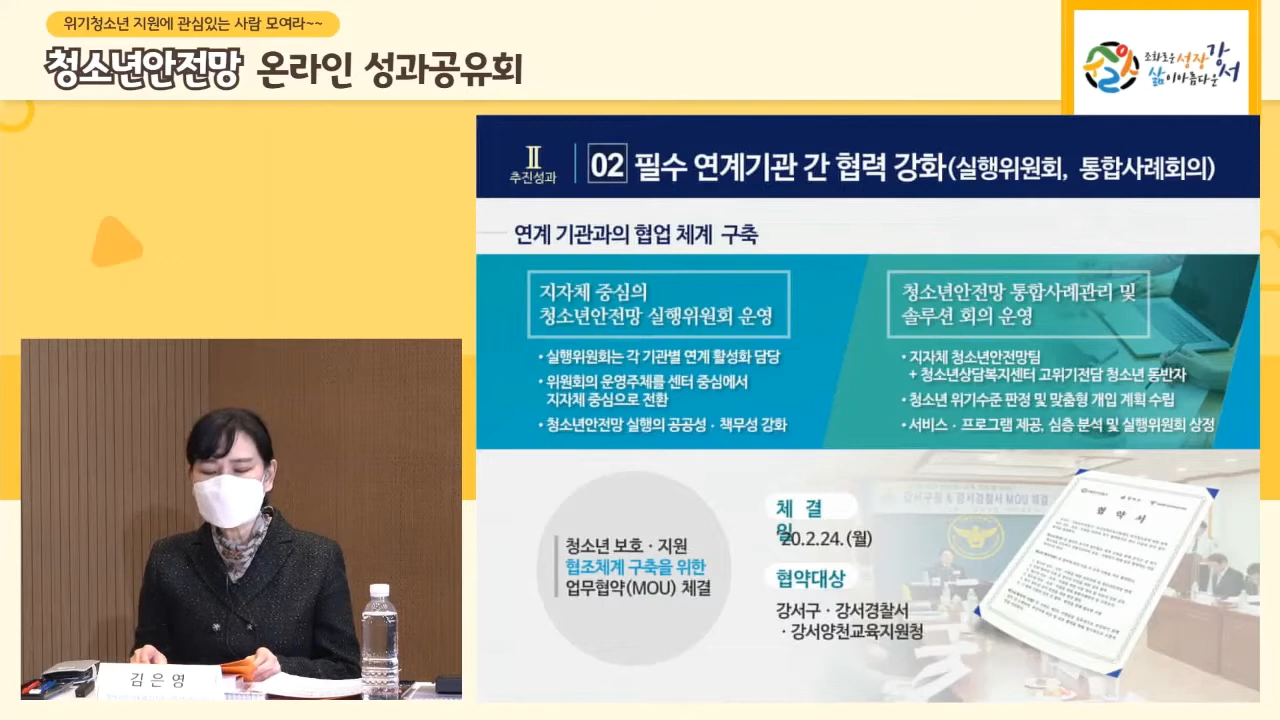 위기청소년 지원에 관심있는 사람 모여라~~
청소년안전망 온라인 성과공유회
조화로운 성장 강서
삶이 아름다운
Ⅱ
추진성과
02 필수 연계기관 간 협력 강화(실행위원회, 통합사례회의)
연계 기관과의 협업 체계 구축
지자체 중심의
청소년안전망 실행위원회 운영
• 실행위원회는 각 기관별 연계 활성화 담당
• 위원회의 운영주체를 센터 중심에서
지자체 중심으로 전환
• 청소년안전망 실행의 공공성 · 책무성 강화
청소년안전망 통합사례관리 및
솔루션 회의 운영
• 지자체 청소년안전망팀
+ 청소년상담복지센터 고위기전담 청소년 동반자
• 청소년 위기수준 판정 및 맞춤형 개입 계획 수립
• 서비스 · 프로그램 제공, 심층 분석 및 실행위원회 상정
청소년 보호 · 지원
협조체계 구축을 위한
업무협약(MOU) 체결
체 결
일
20.2.24.(월)
협약대상
강서구 · 강서경찰서
· 강서양천교육지원청
강서구청 & 강서경찰서 MOU 체결
협 약 서
김은영